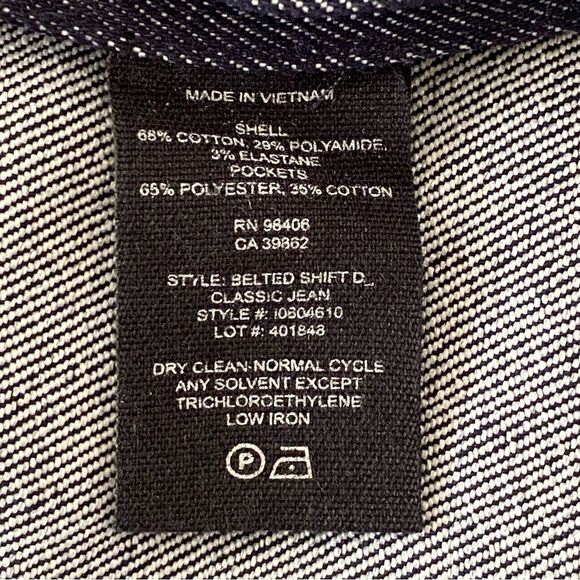 MADE IN VIETNAM
SHELL
68% COTTON, 29% POLYAMIDE,
3% ELASTANE
POCKETS
65% POLYESTER, 35% COTTON
RN 98406
CA 39862
STYLE: BELTED SHIFT D_
CLASSIC JEAN
STYLE #: I0804610
LOT #: 401848
DRY CLEAN-NORMAL CYCLE
ANY SOLVENT EXCEPT
TRICHLOROETHYLENE
LOW IRON
P